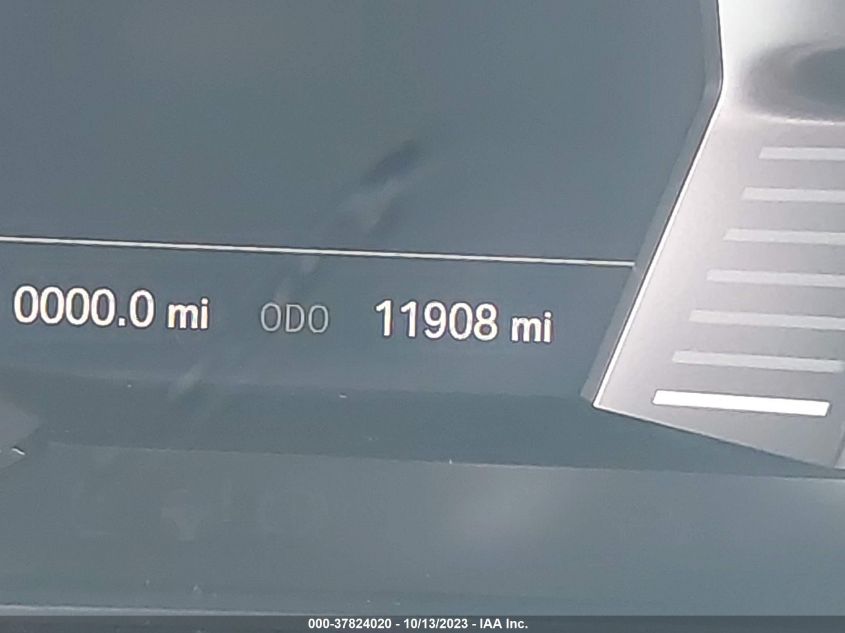 0000.0 mi ODO 11908 mi
000-37824020 - 10/13/2023 - IAA Inc.